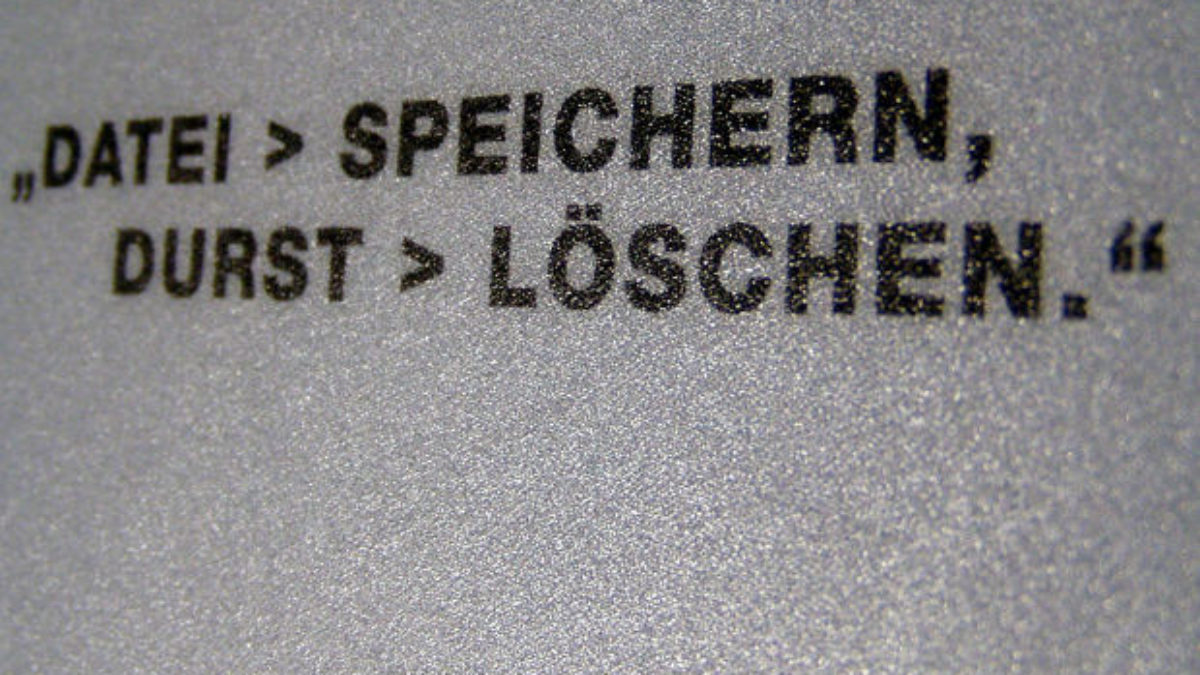 „DATEI > SPEICHERN,
DURST > LÖSCHEN.“